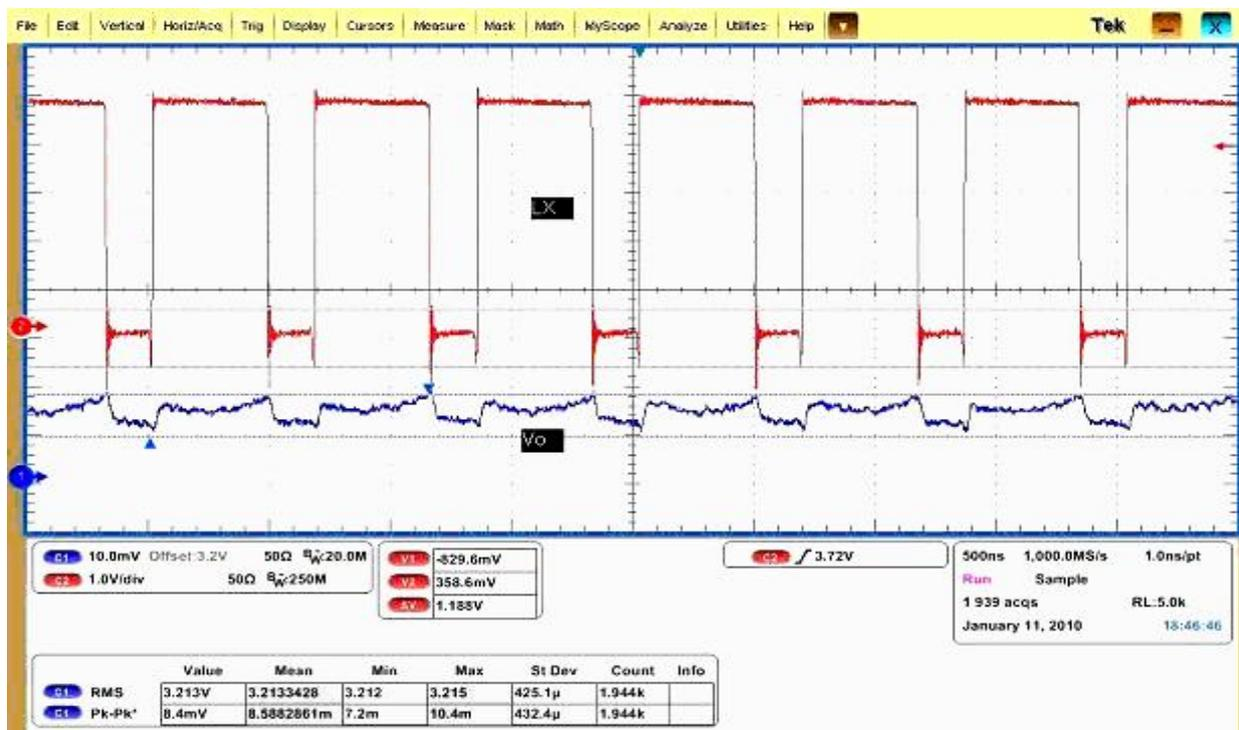 File Edit Vertical Horiz/Acq Trig Display Cursors Measure Mask Math MyScope Analyze Utilities Help Tek X
LX
2
Vo
1
C1 10.0mV Offset:3.2V 50Ω BW:20.0M
C2 1.0V/div 50Ω BW:250M
V1 -829.6mV
V2 358.6mV
ΔV 1.188V
C2 3.72V
500ns 1,000.0MS/s 1.0ns/pt
Run Sample
1 939 acqs RL:5.0k
January 11, 2010 18:46:46
Value Mean Min Max St Dev Count Info
C1 RMS 3.213V 3.2133428 3.212 3.215 425.1µ 1.944k
C1 Pk-Pk* 8.4mV 8.5882861m 7.2m 10.4m 432.4µ 1.944k